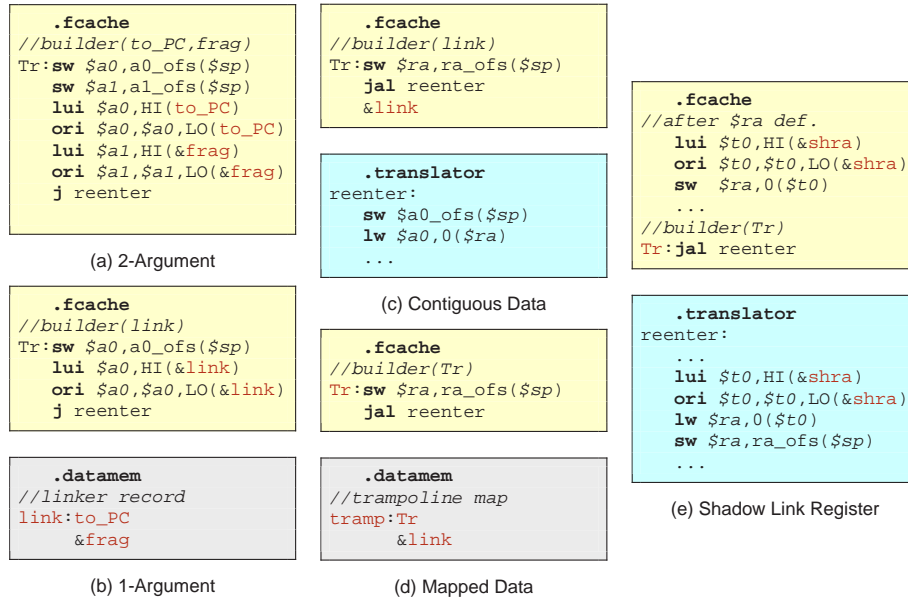 .fcache
//builder(to_PC,frag)
Tr:sw $a0,a0_ofs($sp)
sw $a1,a1_ofs($sp)
lui $a0,HI(to_PC)
ori $a0,$a0,LO(to_PC)
lui $a1,HI(&frag)
ori $a1,$a1,LO(&frag)
j reenter
(a) 2-Argument
.fcache
//builder(link)
Tr:sw $a0,a0_ofs($sp)
lui $a0,HI(&link)
ori $a0,$a0,LO(&link)
j reenter
.datamem
//linker record
link:to_PC
&frag
(b) 1-Argument
.fcache
//builder(link)
Tr:sw $ra,ra_ofs($sp)
jal reenter
&link
.translator
reenter:
sw $a0_ofs($sp)
lw $a0,0($ra)
...
(c) Contiguous Data
.fcache
//builder(Tr)
Tr:sw $ra,ra_ofs($sp)
jal reenter
.datamem
//trampoline map
tramp:Tr
&link
(d) Mapped Data
.fcache
//after $ra def.
lui $t0,HI(&shra)
ori $t0,$t0,LO(&shra)
sw $ra,0($t0)
...
//builder(Tr)
Tr:jal reenter
.translator
reenter:
...
lui $t0,HI(&shra)
ori $t0,$t0,LO(&shra)
lw $ra,0($t0)
sw $ra,ra_ofs($sp)
...
(e) Shadow Link Register